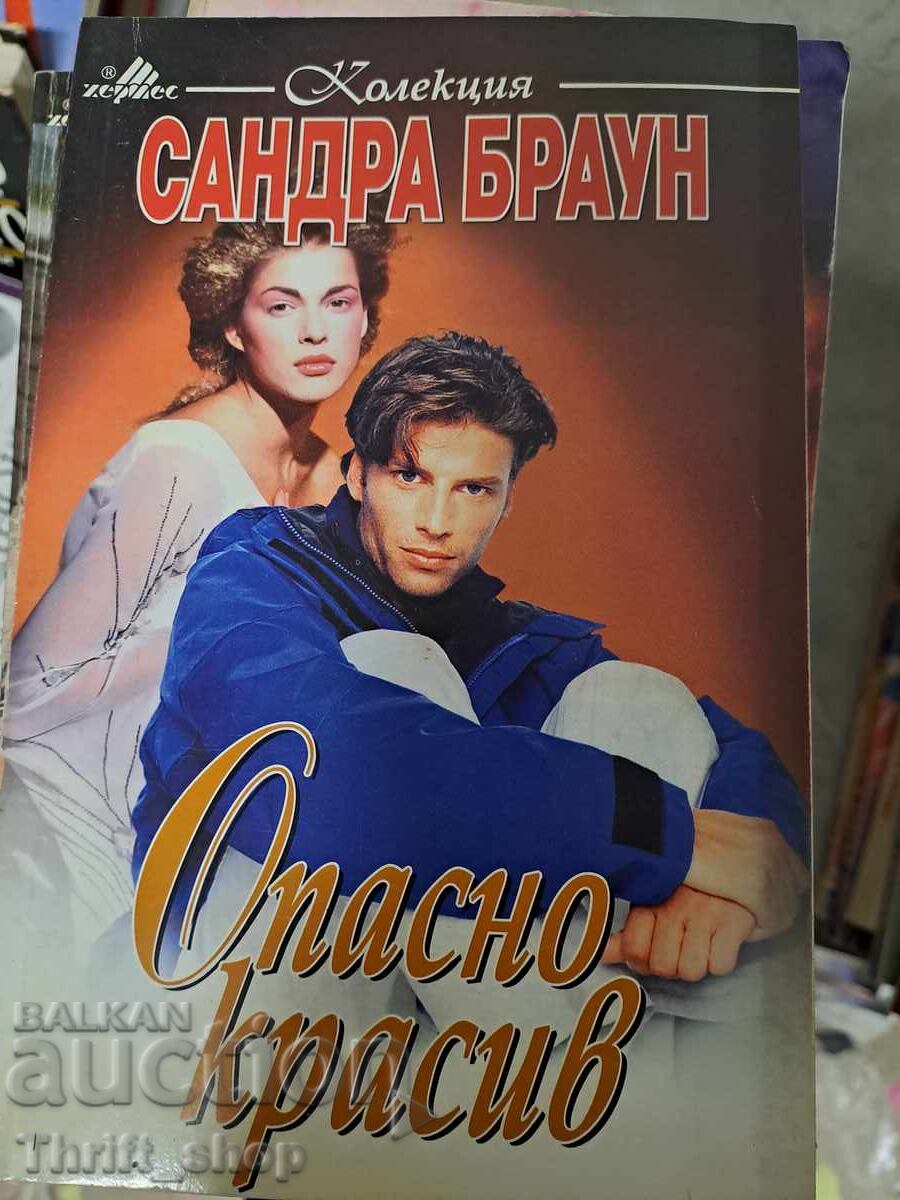 ® хермес
Колекция
САНДРА БРАУН
Опасно
красив
BALKAN
auction
Thrift_shop